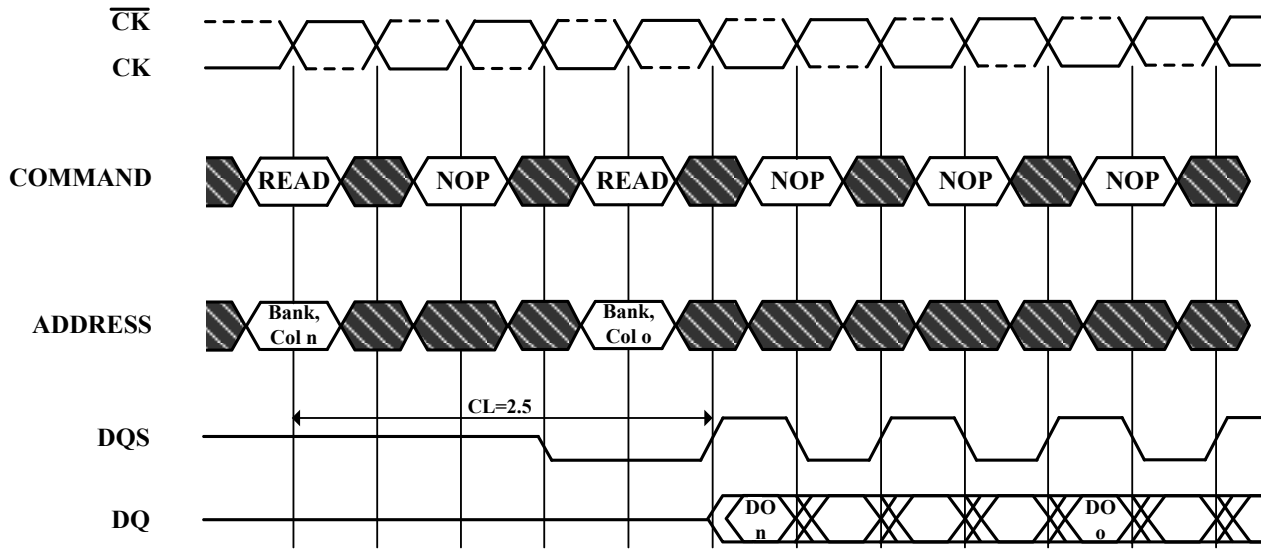 C̅K̅
CK
COMMAND READ NOP READ NOP NOP NOP
ADDRESS Bank, Col n Bank, Col o
CL=2.5
DQS
DQ DO n DO o